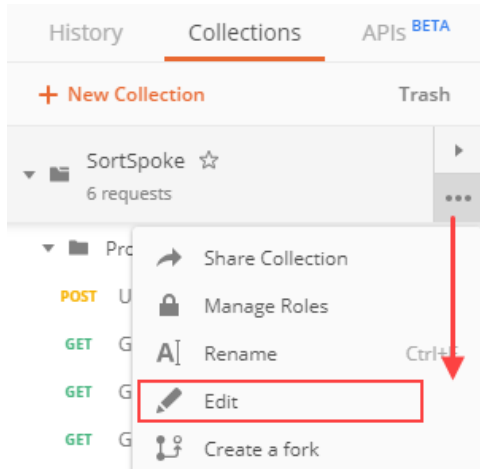 History Collections APIs BETA
+ New Collection Trash
SortSpoke
6 requests
Share Collection
POST Manage Roles
GET Rename
GET Edit
GET Create a fork